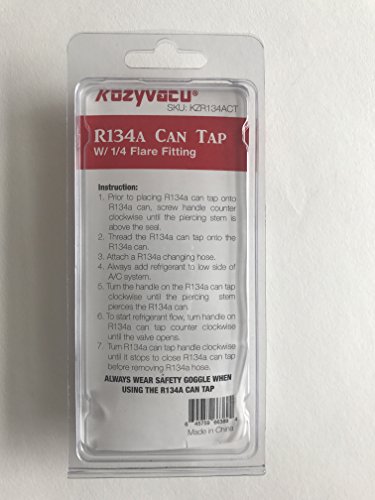 Kozyvacu®
SKU: KZR134ACT
R134A CAN TAP
W/ 1/4 Flare Fitting
Instruction:
1. Prior to placing R134a can tap onto
R134a can, screw handle counter
clockwise until the piercing stem is
above the seal.
2. Thread the R134a can tap onto the
R134a can.
3. Attach a R134a changing hose.
4. Always add refrigerant to low side of
A/C system.
5. Turn the handle on the R134a can tap
clockwise until the piercing stem
pierces the R134a can.
6. To start refrigerant flow, turn handle on
R134a can tap counter clockwise
until the valve opens.
7. Turn R134a can tap handle clockwise
until it stops to close R134a can tap
before removing R134a hose.
ALWAYS WEAR SAFETY GOGGLE WHEN
USING THE R134A CAN TAP
Made in China